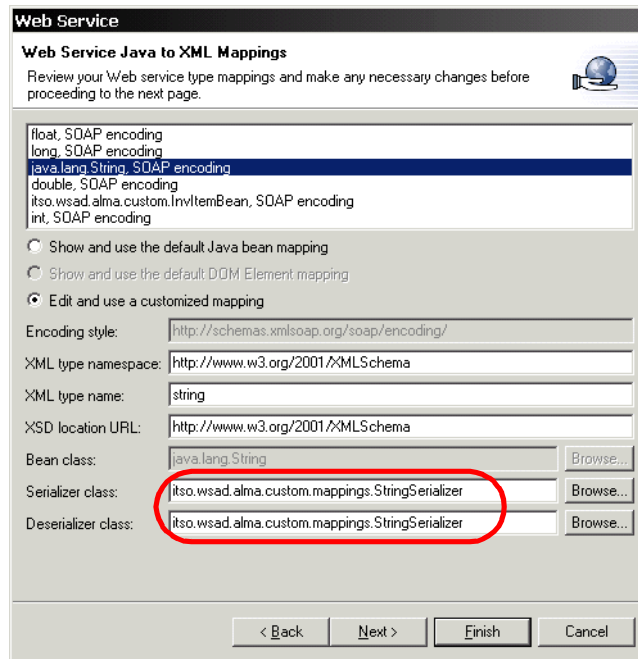 Web Service
Web Service Java to XML Mappings
Review your Web service type mappings and make any necessary changes before
proceeding to the next page.
float, SOAP encoding
long, SOAP encoding
java.lang.String, SOAP encoding
double, SOAP encoding
itso.wsad.alma.custom.InvItemBean, SOAP encoding
int, SOAP encoding
Show and use the default Java bean mapping
Show and use the default DOM Element mapping
Edit and use a customized mapping
Encoding style: http://schemas.xmlsoap.org/soap/encoding/
XML type namespace: http://www.w3.org/2001/XMLSchema
XML type name: string
XSD location URL: http://www.w3.org/2001/XMLSchema
Bean class: java.lang.String Browse...
Serializer class: itso.wsad.alma.custom.mappings.StringSerializer Browse...
Deserializer class: itso.wsad.alma.custom.mappings.StringSerializer Browse...
< Back Next > Finish Cancel